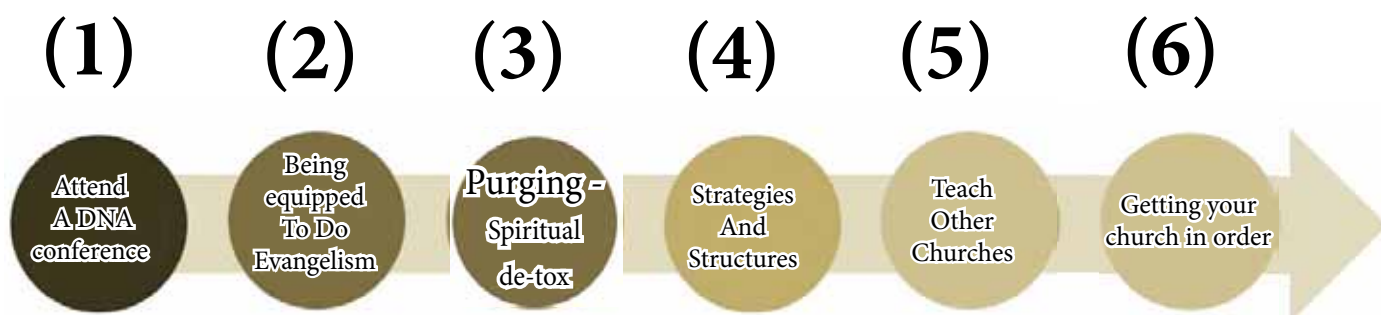 (1) (2) (3) (4) (5) (6)
Attend
A DNA
conference
Being
equipped
To Do
Evangelism
Purging -
Spiritual
de-tox
Strategies
And
Structures
Teach
Other
Churches
Getting your
church in order